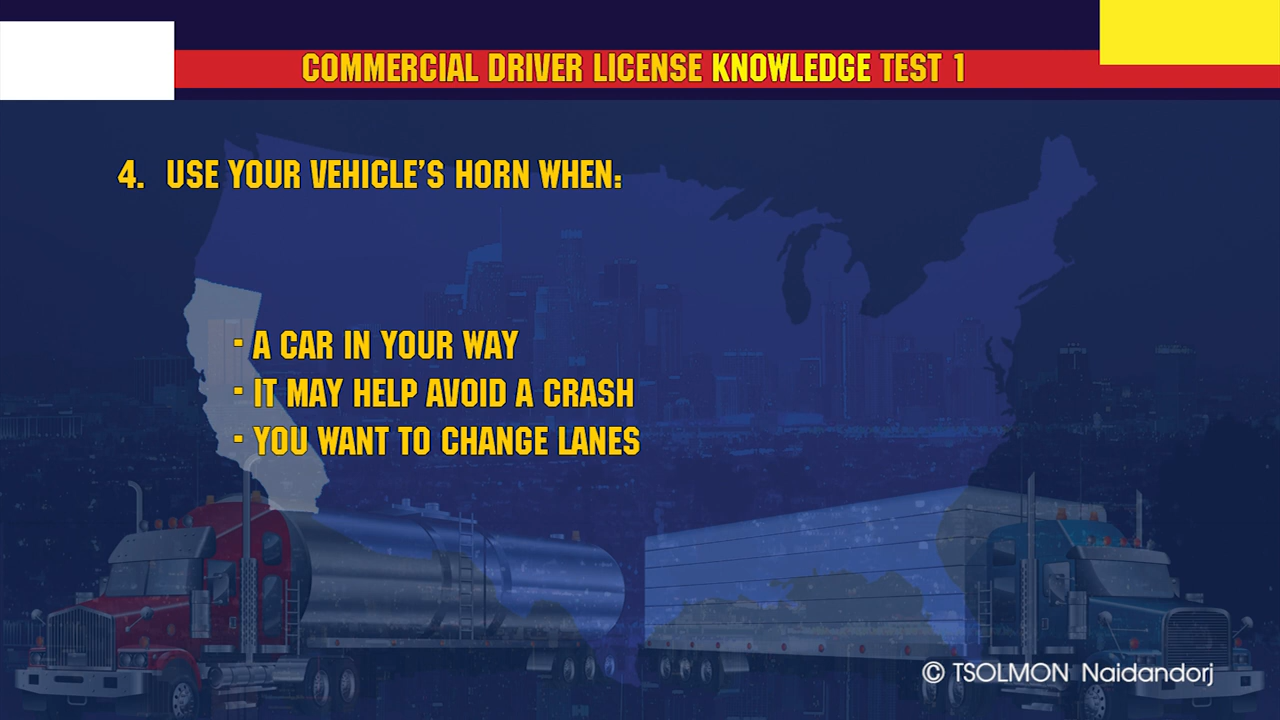 COMMERCIAL DRIVER LICENSE KNOWLEDGE TEST 1
4. USE YOUR VEHICLE'S HORN WHEN:
- A CAR IN YOUR WAY
- IT MAY HELP AVOID A CRASH
- YOU WANT TO CHANGE LANES
© TSOLMON Naidandorj